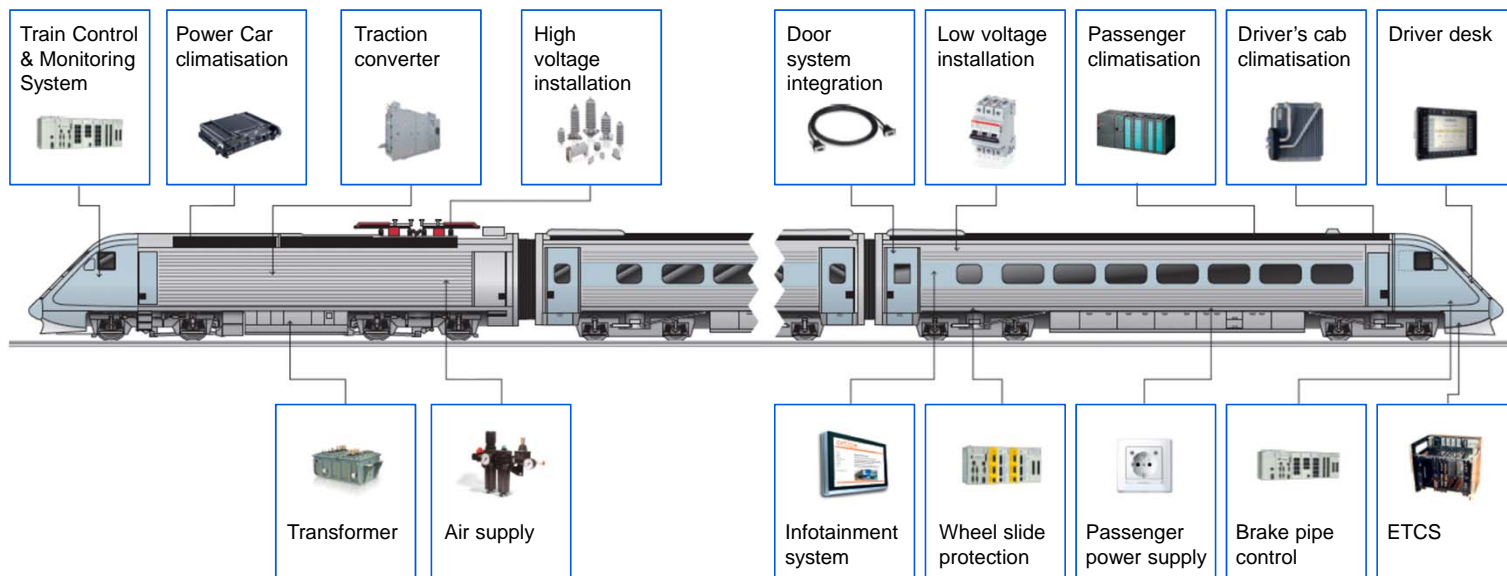 Train Control
& Monitoring
System
Power Car
climatisation
Traction
converter
High
voltage
installation
Door
system
integration
Low voltage
installation
Passenger
climatisation
Driver's cab
climatisation
Driver desk
Transformer
Air supply
Infotainment
system
Wheel slide
protection
Passenger
power supply
Brake pipe
control
ETCS